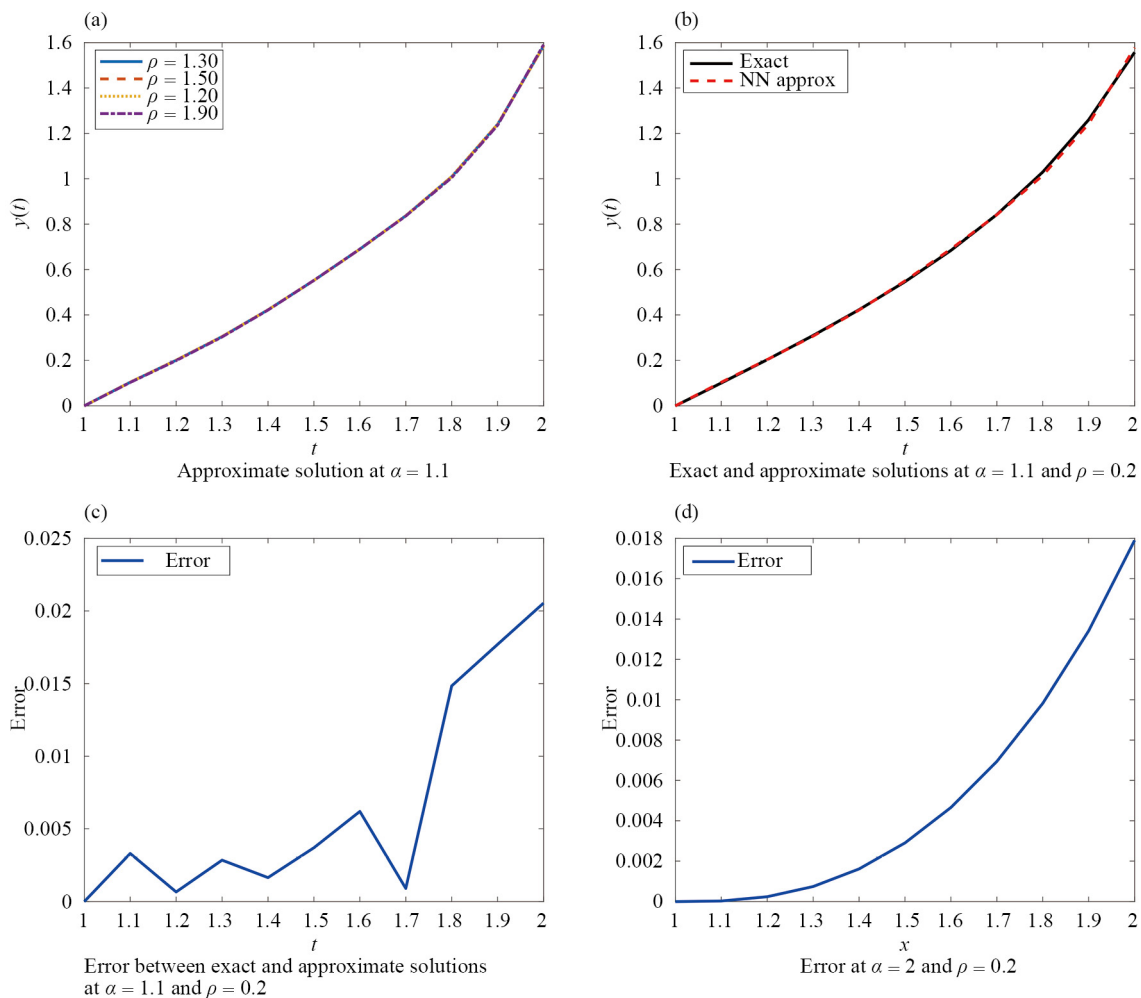 (a)
1.6
1.4
1.2
1
0.8
0.6
0.4
0.2
0
y(t)
ρ = 1.30
ρ = 1.50
ρ = 1.20
ρ = 1.90
1 1.1 1.2 1.3 1.4 1.5 1.6 1.7 1.8 1.9 2
t
Approximate solution at α = 1.1
(b)
1.6
1.4
1.2
1
0.8
0.6
0.4
0.2
0
y(t)
Exact
NN approx
1 1.1 1.2 1.3 1.4 1.5 1.6 1.7 1.8 1.9 2
t
Exact and approximate solutions at α = 1.1 and ρ = 0.2
(c)
0.025
0.02
0.015
0.01
0.005
0
Error
Error
1 1.1 1.2 1.3 1.4 1.5 1.6 1.7 1.8 1.9 2
t
Error between exact and approximate solutions
at α = 1.1 and ρ = 0.2
(d)
0.018
0.016
0.014
0.012
0.01
0.008
0.006
0.004
0.002
0
Error
Error
1 1.1 1.2 1.3 1.4 1.5 1.6 1.7 1.8 1.9 2
x
Error at α = 2 and ρ = 0.2